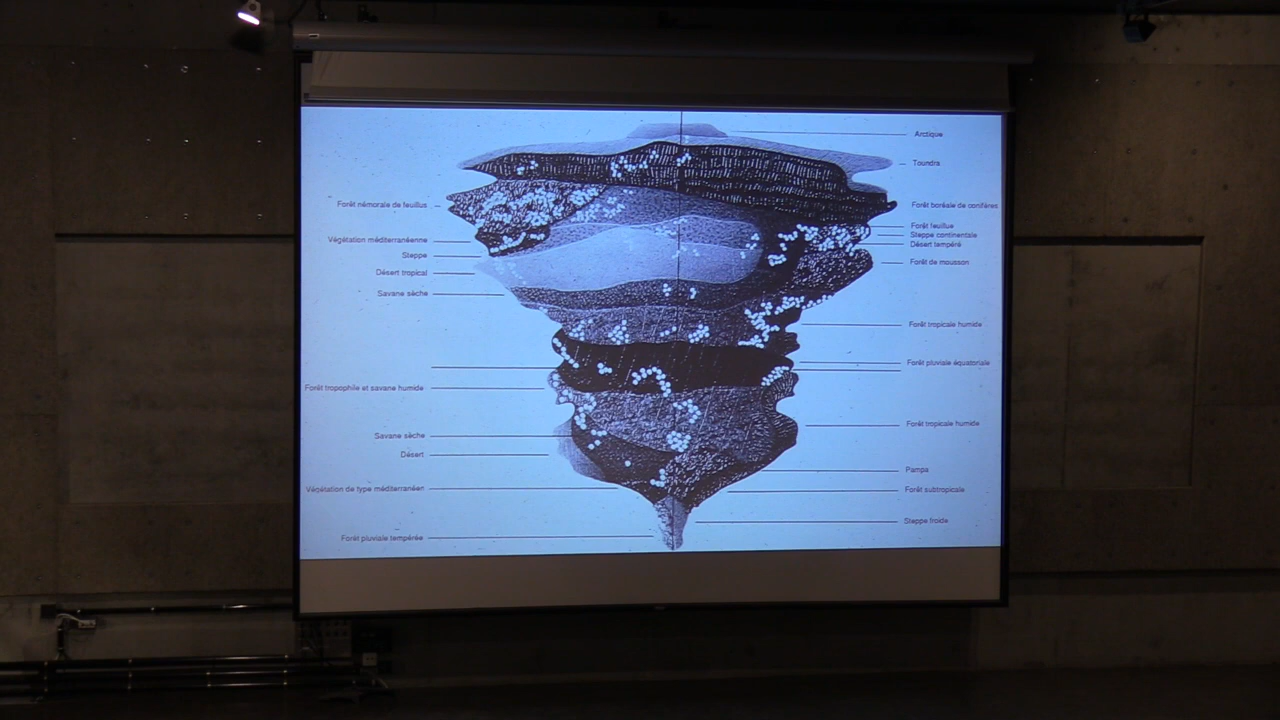 Arctique
Toundra
Forêt némorale de feuillus
Forêt boréale de conifères
Forêt feuillue
Steppe continentale
Végétation méditerranéenne
Désert tempéré
Steppe
Forêt de mousson
Désert tropical
Savane sèche
Forêt tropicale humide
Forêt pluviale équatoriale
Forêt tropophile et savane humide
Forêt tropicale humide
Savane sèche
Désert
Pampa
Végétation de type méditerranéen
Forêt subtropicale
Steppe froide
Forêt pluviale tempérée